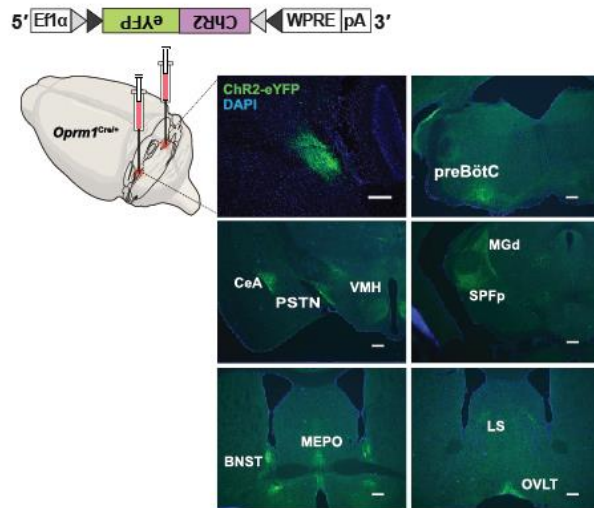 5′ Ef1α eYFP ChR2 WPRE pA 3′
Oprm1Cre/+
ChR2-eYFP
DAPI
preBötC
CeA
PSTN
VMH
MGd
SPFp
BNST
MEPO
LS
OVLT